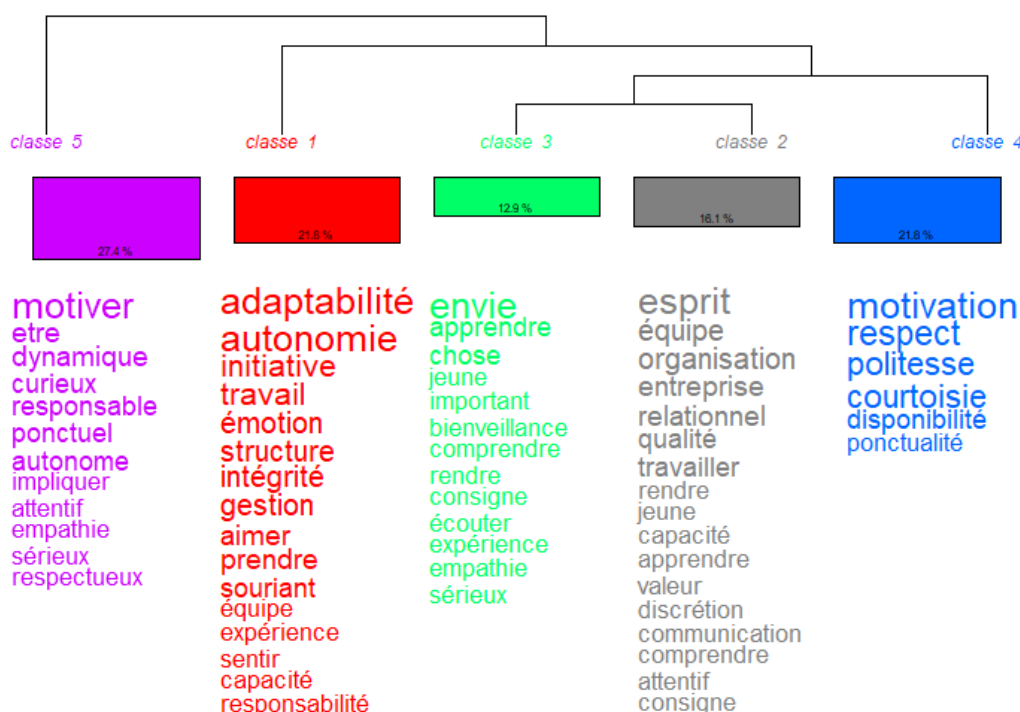 classe 5
classe 1
classe 3
classe 2
classe 4
27.4 %
21.8 %
12.9 %
16.1 %
21.8 %
motiver
etre
dynamique
curieux
responsable
ponctuel
autonome
impliquer
attentif
empathie
sérieux
respectueux
adaptabilité
autonomie
initiative
travail
émotion
structure
intégrité
gestion
aimer
prendre
souriant
équipe
expérience
sentir
capacité
responsabilité
envie
apprendre
chose
jeune
important
bienveillance
comprendre
rendre
consigne
écouter
expérience
empathie
sérieux
esprit
équipe
organisation
entreprise
relationnel
qualité
travailler
rendre
jeune
capacité
apprendre
valeur
discrétion
communication
comprendre
attentif
consigne
motivation
respect
politesse
courtoisie
disponibilité
ponctualité